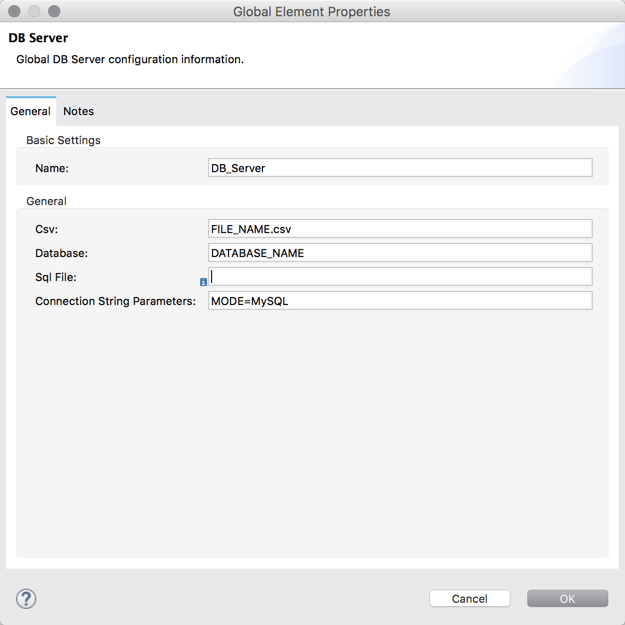 Global Element Properties
DB Server
Global DB Server configuration information.
General Notes
Basic Settings
Name: DB_Server
General
Csv: FILE_NAME.csv
Database: DATABASE_NAME
Sql File:
Connection String Parameters: MODE=MySQL
? Cancel OK